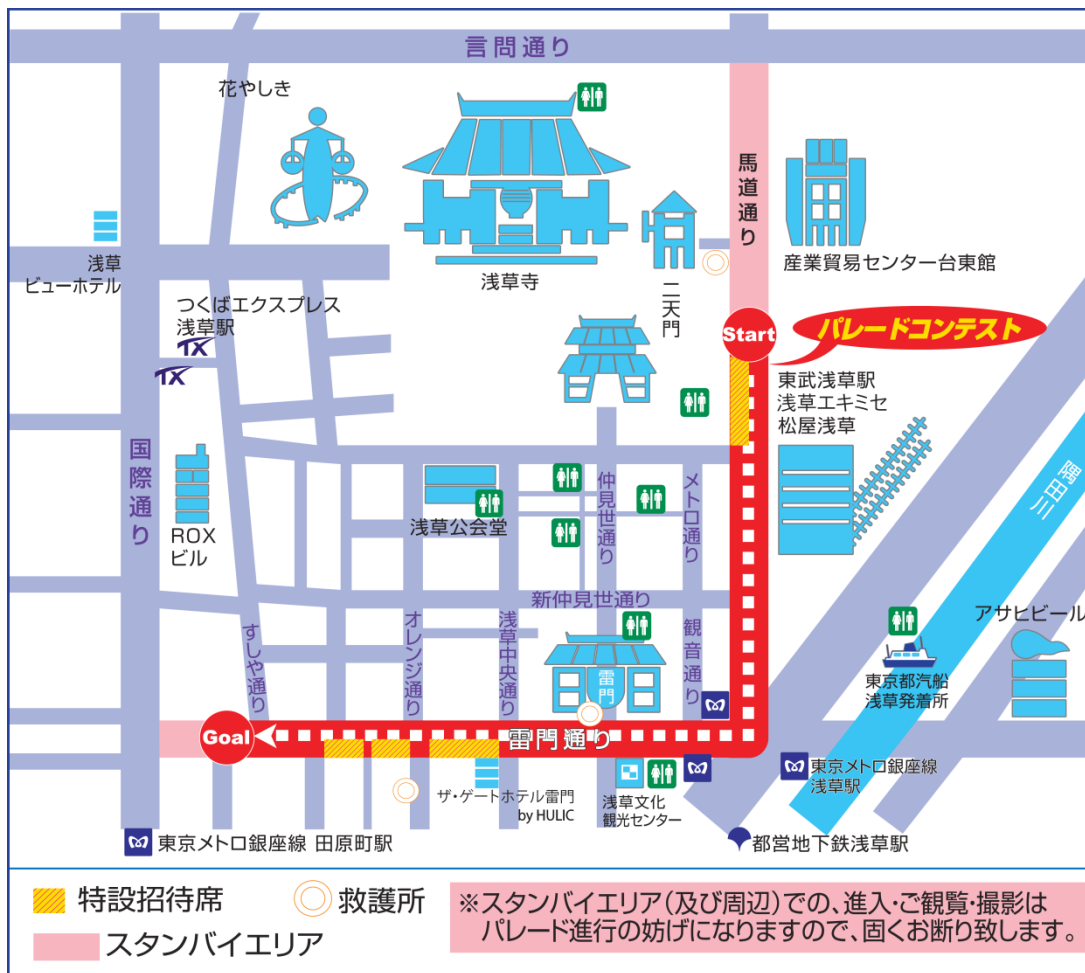 言問通り
花やしき
馬道通り
浅草
ビューホテル
浅草寺
二天門
産業貿易センター台東館
つくばエクスプレス
浅草駅
TX
TX
Start
パレードコンテスト
東武浅草駅
浅草エキミセ
松屋浅草
国際通り
ROX
ビル
浅草公会堂
仲見世通り
メトロ通り
隅田川
新仲見世通り
すしや通り
オレンジ通り
浅草中央通り
雷門
観音通り
アサヒビール
東京都汽船
浅草発着所
Goal
雷門通り
ザ・ゲートホテル雷門
by HULIC
浅草文化
観光センター
東京メトロ銀座線
浅草駅
東京メトロ銀座線 田原町駅
都営地下鉄浅草駅
特設招待席
救護所
スタンバイエリア
※スタンバイエリア(及び周辺)での、進入・ご観覧・撮影は
パレード進行の妨げになりますので、固くお断り致します。